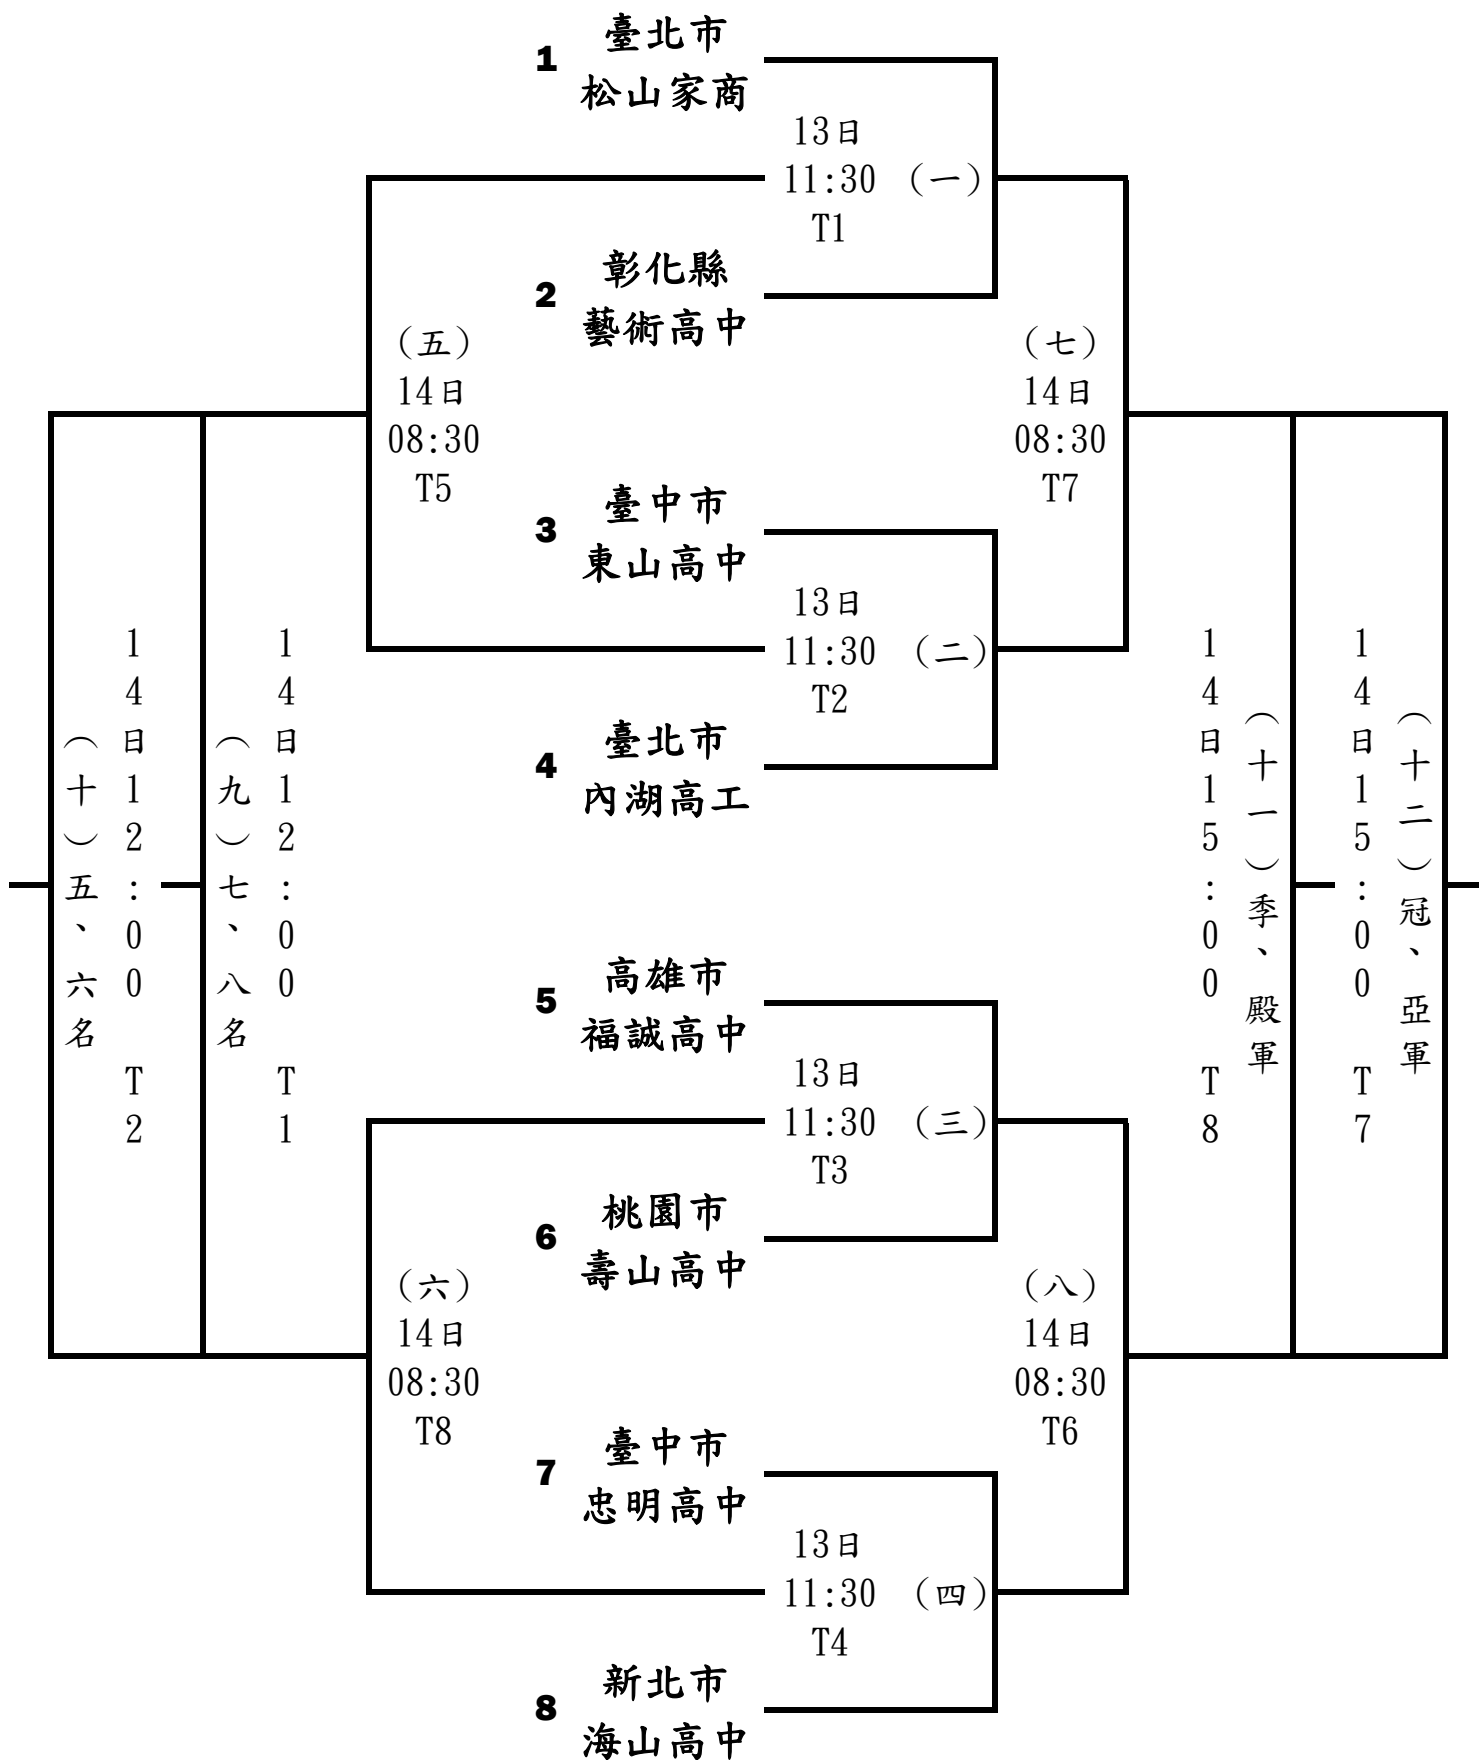 1
臺北市
松山家商
13日
11:30 (一)
T1
2
彰化縣
藝術高中
(五)
14日
08:30
T5
(七)
14日
08:30
T7
3
臺中市
東山高中
13日
11:30 (二)
T2
4
臺北市
內湖高工
14日12:00 T2
(十)五、六名
14日12:00 T1
(九)七、八名
14日15:00 T8
(十一)季、殿軍
14日15:00 T7
(十二)冠、亞軍
5
高雄市
福誠高中
13日
11:30 (三)
T3
6
桃園市
壽山高中
(六)
14日
08:30
T8
(八)
14日
08:30
T6
7
臺中市
忠明高中
13日
11:30 (四)
T4
8
新北市
海山高中